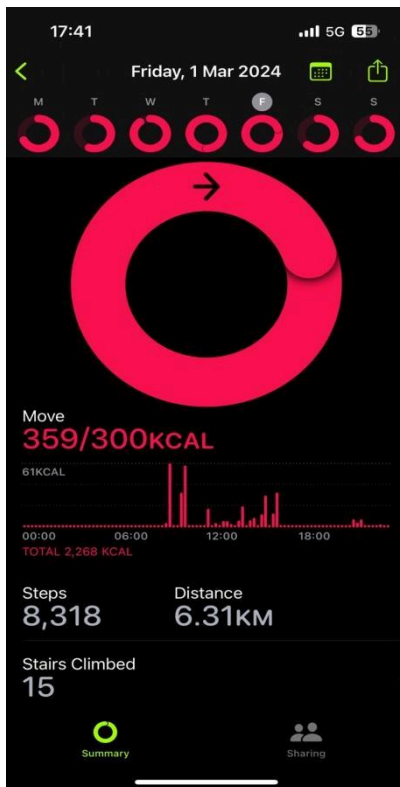 17:41 5G 55
Friday, 1 Mar 2024
M T W T F S S
Move
359/300KCAL
61KCAL
00:00 06:00 12:00 18:00
TOTAL 2,268 KCAL
Steps Distance
8,318 6.31KM
Stairs Climbed
15
Summary Sharing